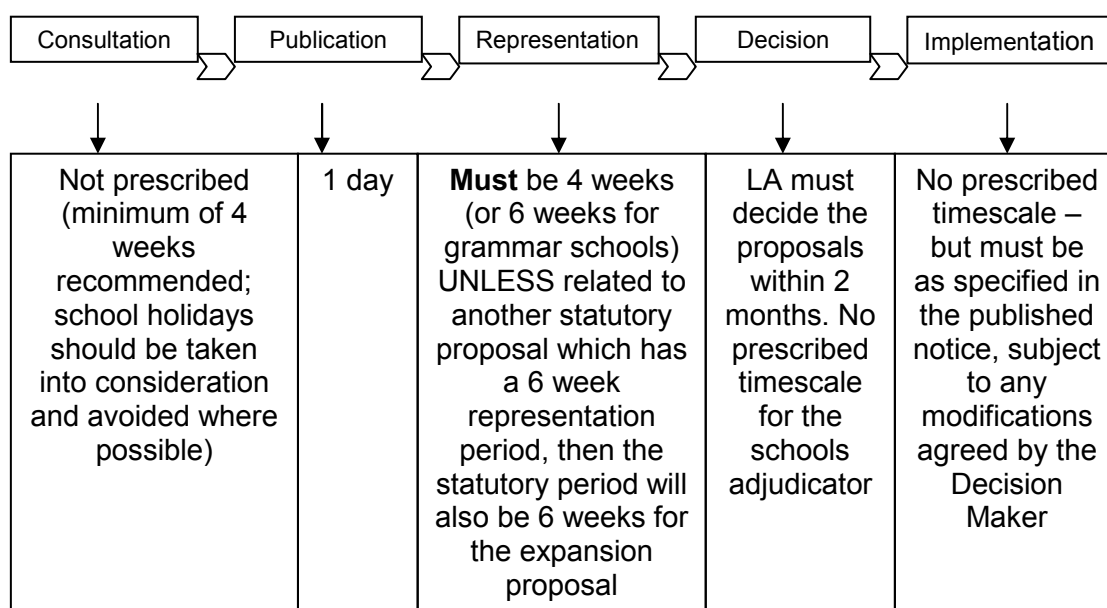 Consultation
Publication
Representation
Decision
Implementation
Not prescribed
(minimum of 4
weeks
recommended;
school holidays
should be taken
into consideration
and avoided where
possible)
1 day
Must be 4 weeks
(or 6 weeks for
grammar schools)
UNLESS related to
another statutory
proposal which has
a 6 week
representation
period, then the
statutory period will
also be 6 weeks for
the expansion
proposal
LA must
decide the
proposals
within 2
months. No
prescribed
timescale
for the
schools
adjudicator
No prescribed
timescale –
but must be
as specified in
the published
notice, subject
to any
modifications
agreed by the
Decision
Maker